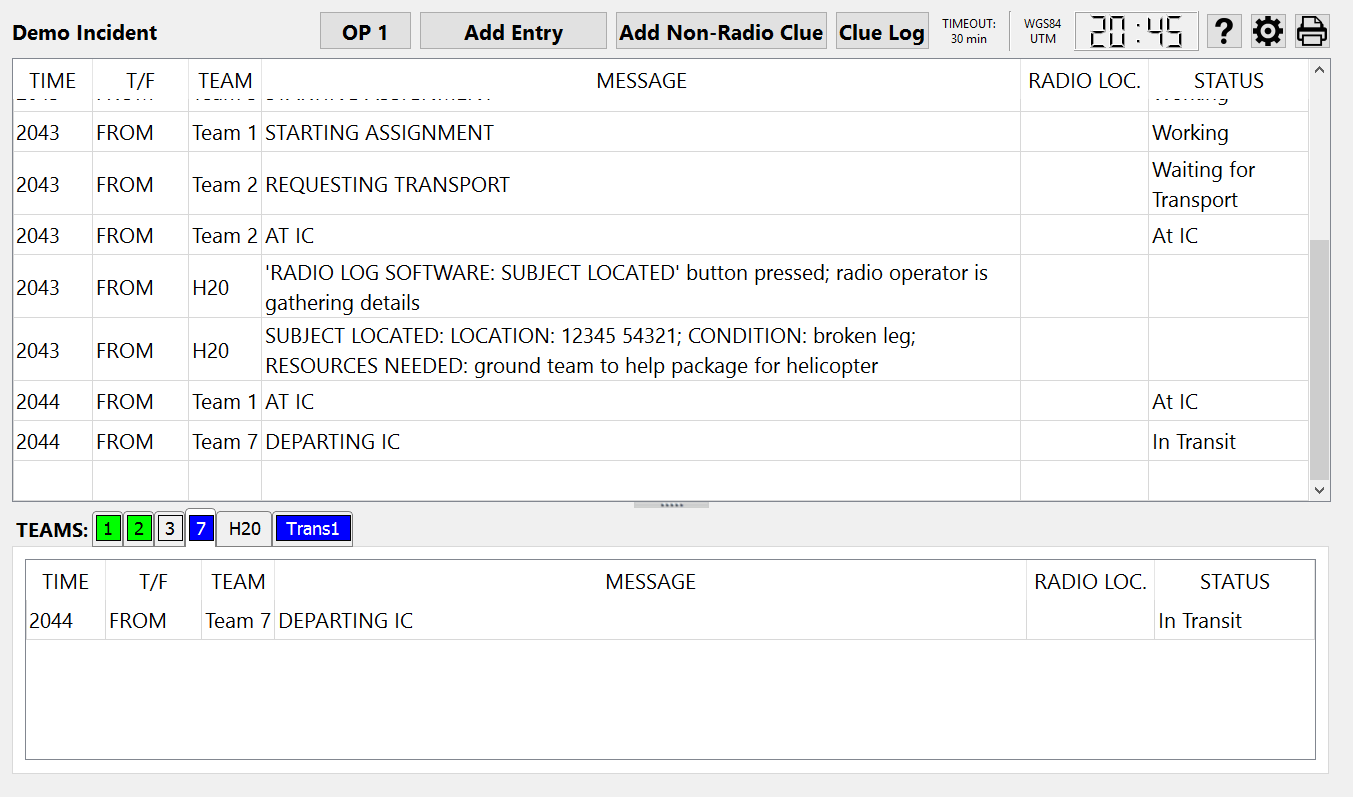 Demo Incident OP 1 Add Entry Add Non-Radio Clue Clue Log TIMEOUT: 30 min WGS84 UTM 20:45 ?
TIME T/F TEAM MESSAGE RADIO LOC. STATUS
2043 FROM Team 1 STARTING ASSIGNMENT Working
2043 FROM Team 2 REQUESTING TRANSPORT Waiting for
Transport
2043 FROM Team 2 AT IC At IC
2043 FROM H20 'RADIO LOG SOFTWARE: SUBJECT LOCATED' button pressed; radio operator is
gathering details
2043 FROM H20 SUBJECT LOCATED: LOCATION: 12345 54321; CONDITION: broken leg;
RESOURCES NEEDED: ground team to help package for helicopter
2044 FROM Team 1 AT IC At IC
2044 FROM Team 7 DEPARTING IC In Transit
TEAMS: 1 2 3 7 H20 Trans1
TIME T/F TEAM MESSAGE RADIO LOC. STATUS
2044 FROM Team 7 DEPARTING IC In Transit